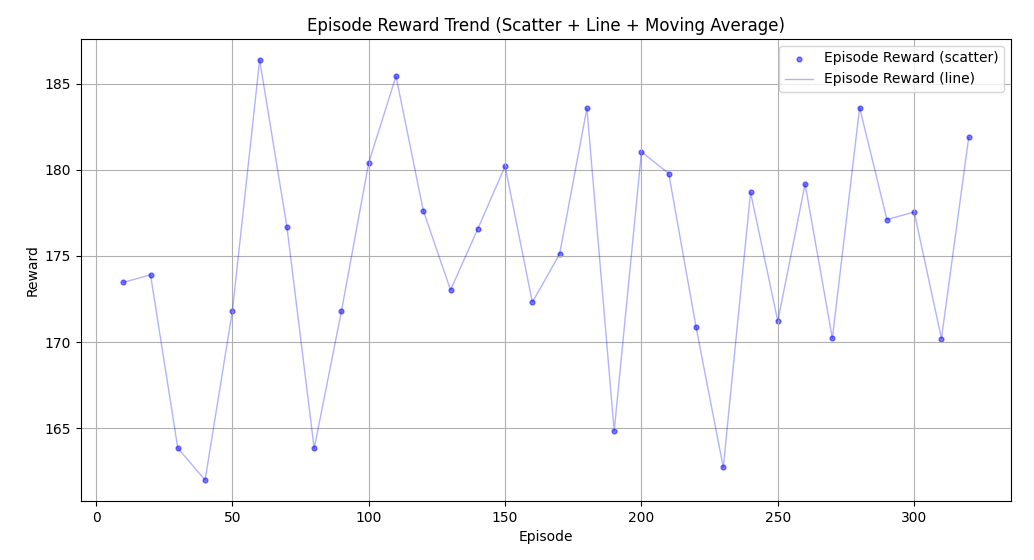 Episode Reward Trend (Scatter + Line + Moving Average)
Episode Reward (scatter)
Episode Reward (line)
Reward
185
180
175
170
165
0 50 100 150 200 250 300
Episode